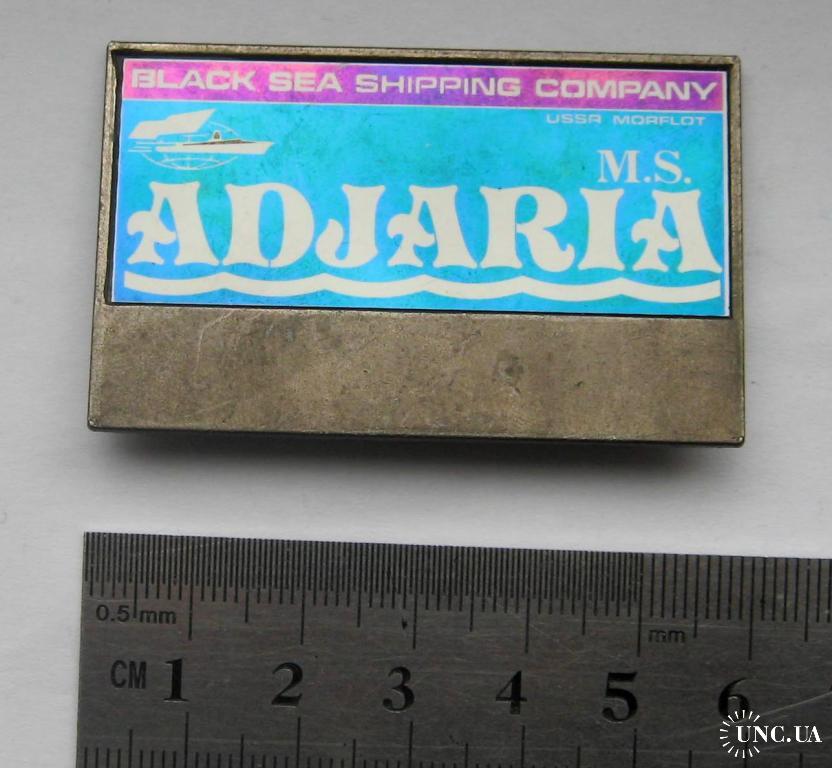 BLACK SEA SHIPPING COMPANY
USSR MORFLOT
M.S.
ADJARIA
0.5 mm
mm
CM 1 2 3 4 5 6
UNC.UA